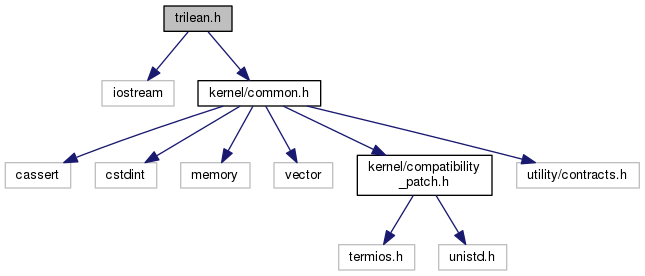 trilean.h
iostream
kernel/common.h
cassert
cstdint
memory
vector
kernel/compatibility
_patch.h
utility/contracts.h
termios.h
unistd.h